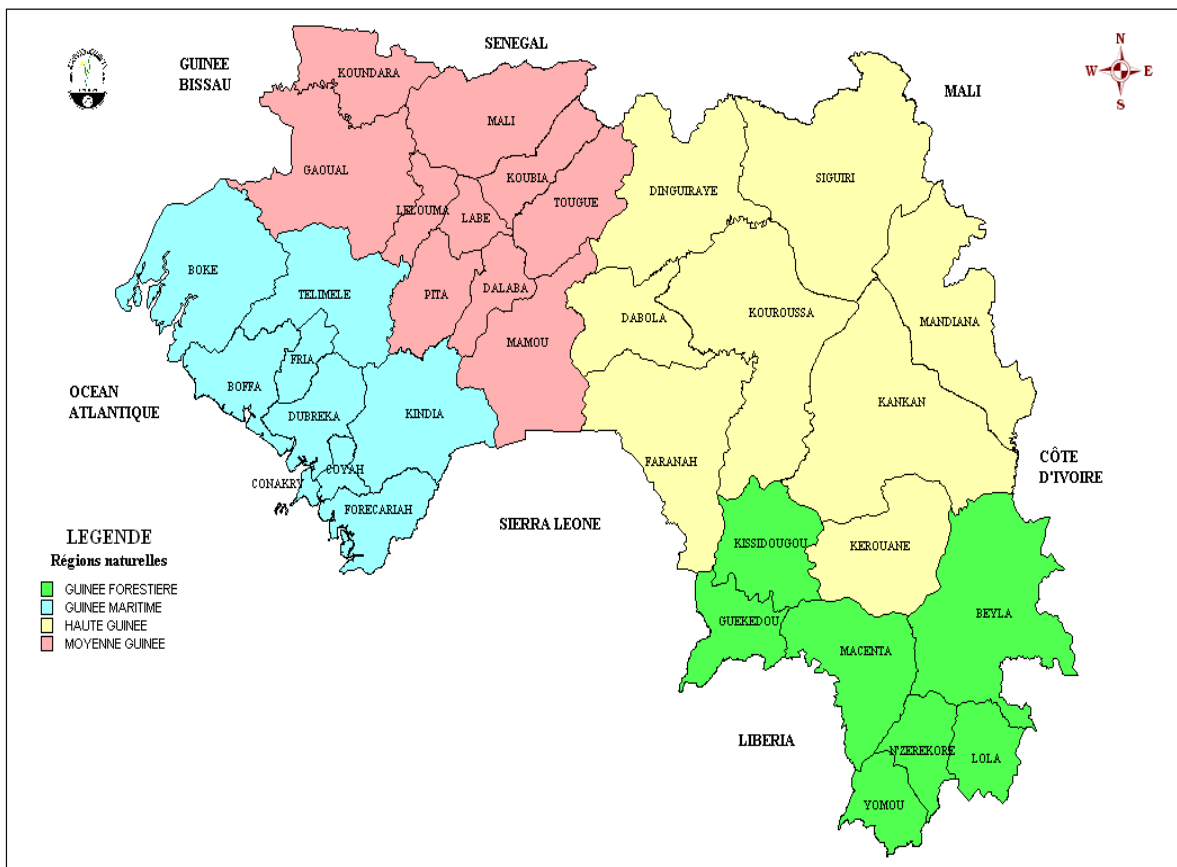 N
W E
S
SENEGAL
GUINEE
BISSAU
MALI
KOUNDARA
MALI
GAOUAL
KOUBIA
LELOUMA
LABE
TOUGUE
DINGUIRAYE
SIGUIRI
BOKE
TELIMELE
PITA
DALABA
DABOLA
KOUROUSSA
MANDIANA
MAMOU
FRIA
BOFFA
OCEAN
ATLANTIQUE
DUBREKA
KINDIA
KANKAN
CÔTE
D'IVOIRE
COYAH
CONAKRY
FORECARIAH
FARANAH
SIERRA LEONE
KISSIDOUGOU
KEROUANE
BEYLA
GUEKEDOU
MACENTA
LIBERIA
N'ZEREKORE
LOLA
YOMOU
LEGENDE
Régions naturelles
GUINEE FORESTIERE
GUINEE MARITIME
HAUTE GUINEE
MOYENNE GUINEE